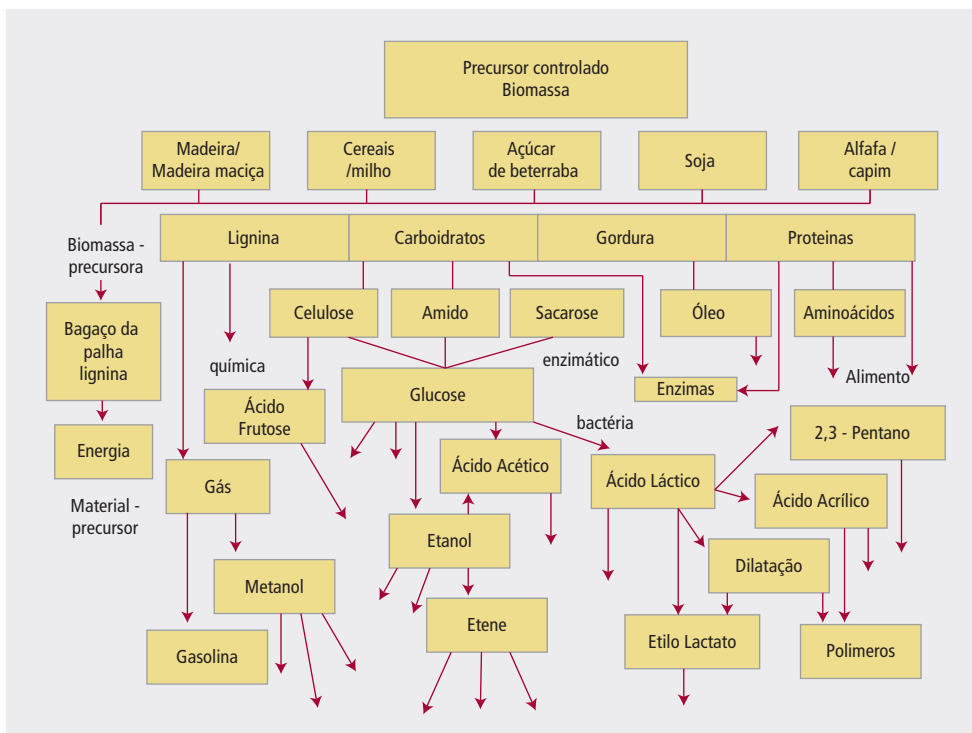 Precursor controlado
Biomassa
Madeira/
Madeira maciça
Cereais
/milho
Açúcar
de beterraba
Soja
Alfafa /
capim
Biomassa -
precursora
Lignina
Carboidratos
Gordura
Proteinas
Bagaço da
palha
lignina
Celulose
Amido
Sacarose
Óleo
Aminoácidos
química
enzimático
Alimento
Ácido
Frutose
Glucose
Enzimas
bactéria
2,3 - Pentano
Energia
Gás
Ácido Acético
Ácido Láctico
Ácido Acrílico
Material -
precursor
Etanol
Dilatação
Metanol
Etene
Etilo Lactato
Polimeros
Gasolina